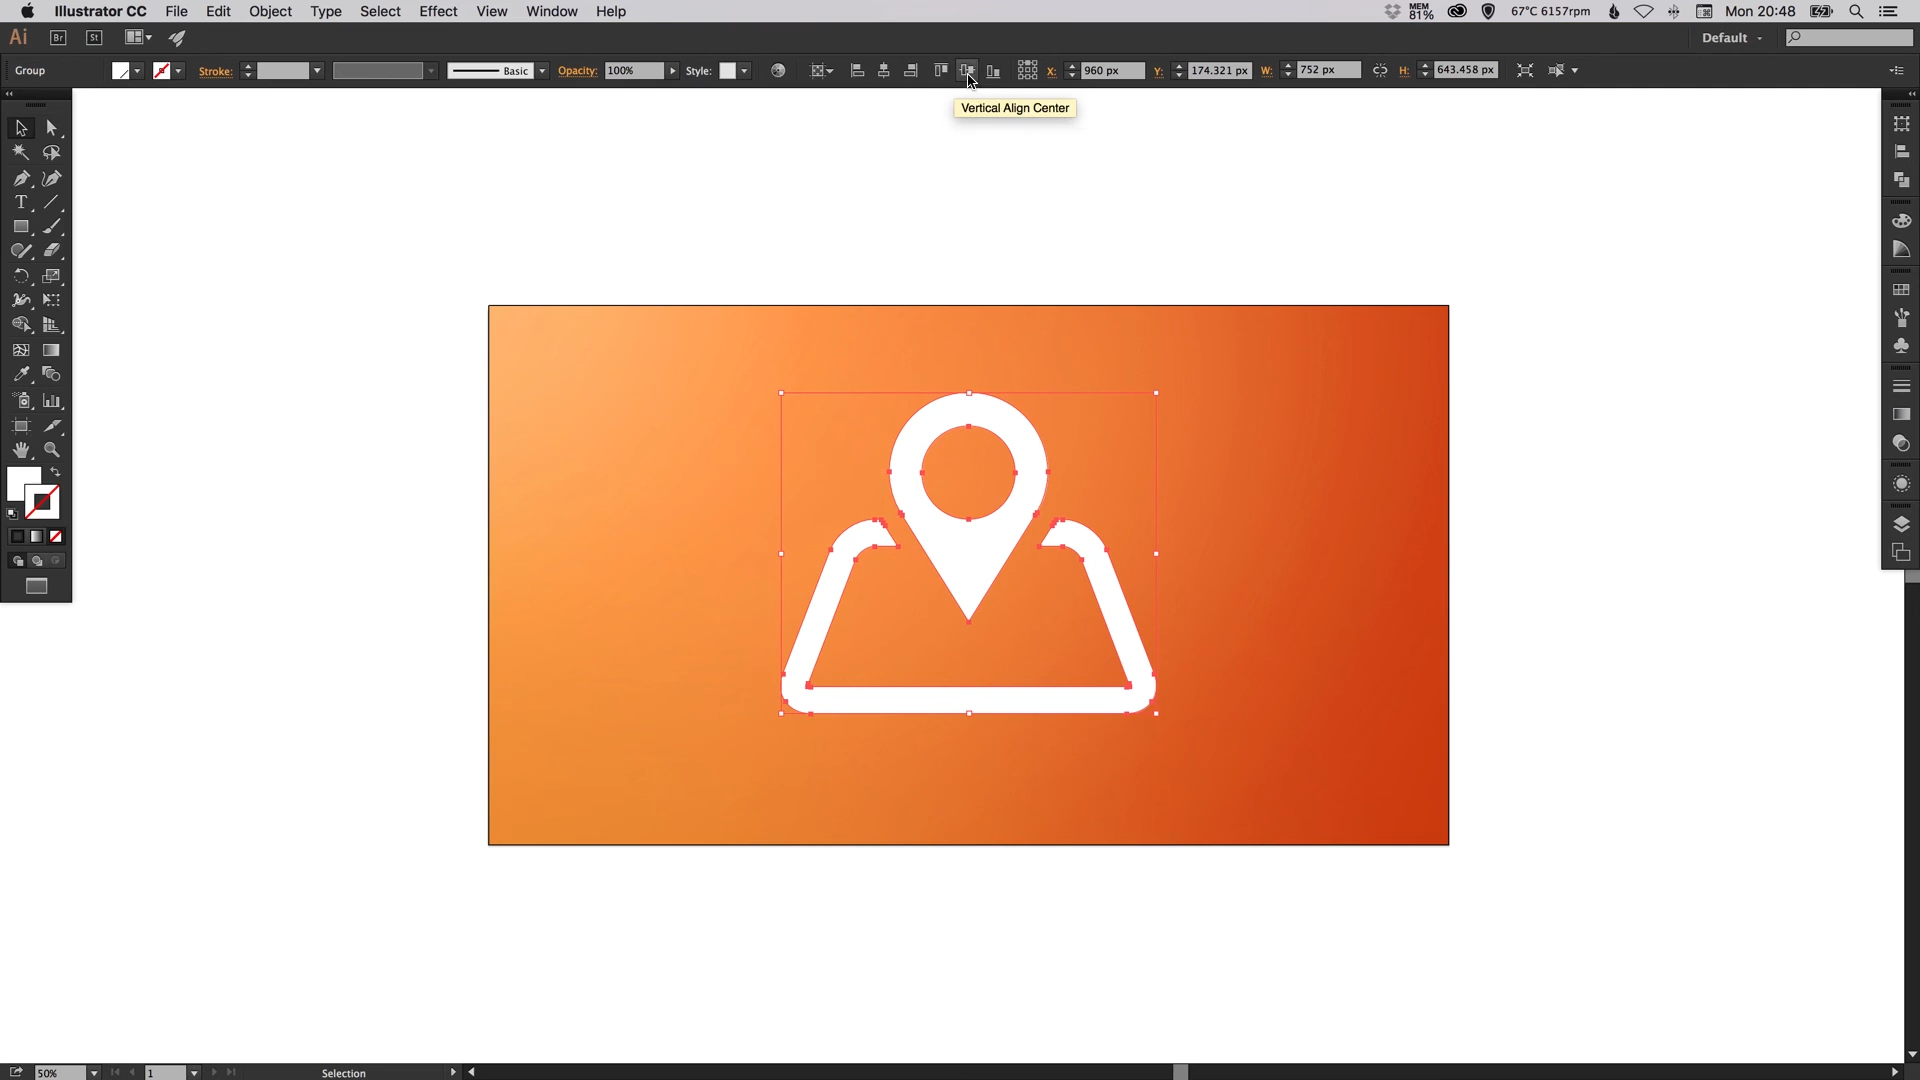 Illustrator CC File Edit Object Type Select Effect View Window Help MEM 81% 67°C 6157rpm Mon 20:48
Ai Br St Default
Group Stroke: Basic Opacity: 100% Style: X: 960 px Y: 174.321 px W: 752 px H: 643.458 px
Vertical Align Center
T
50% 1 Selection